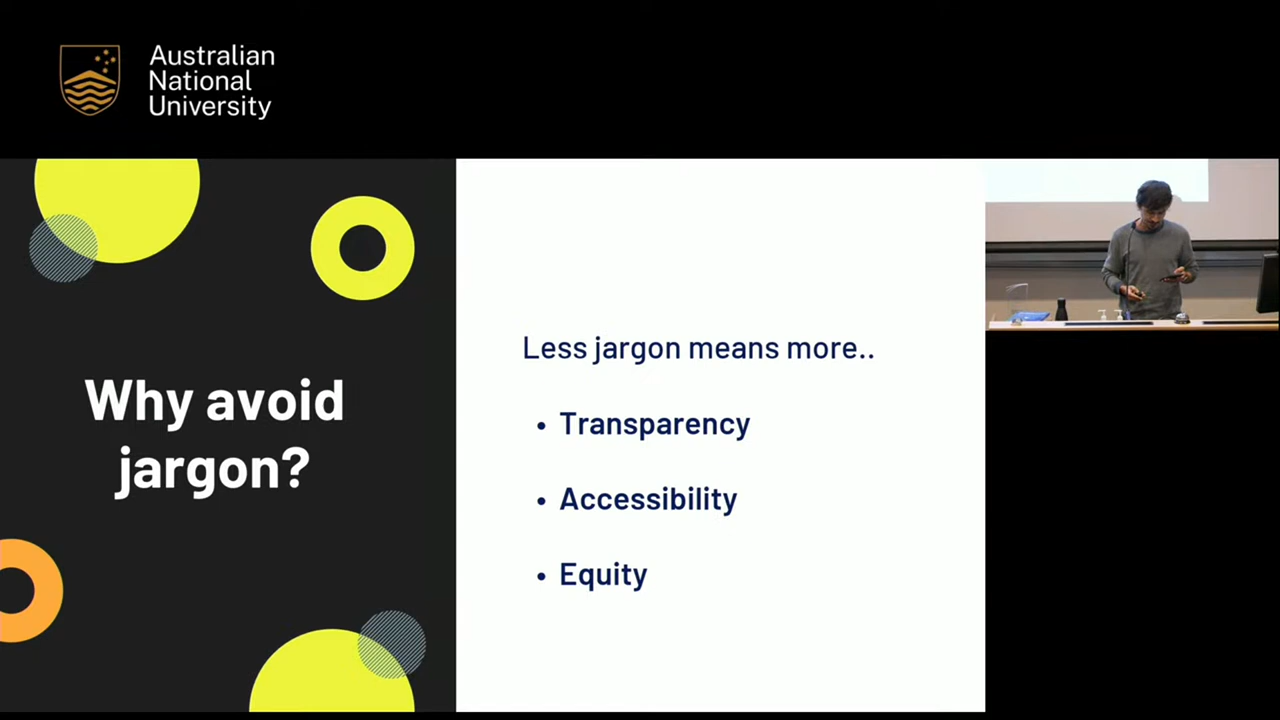 Australian
National
University
Why avoid
jargon?
Less jargon means more..
• Transparency
• Accessibility
• Equity